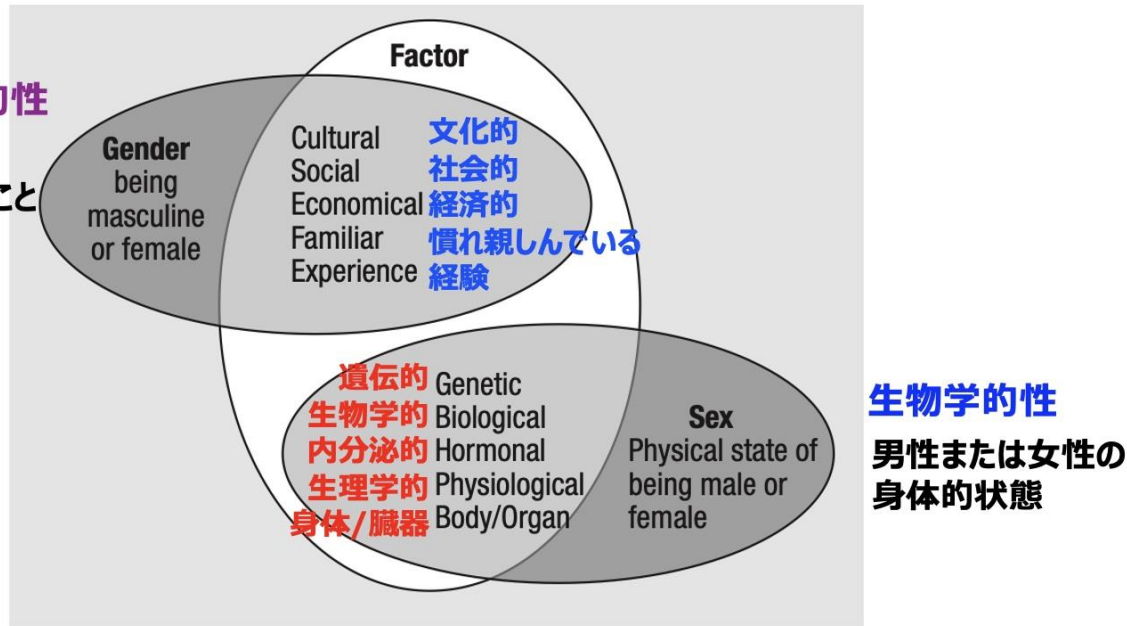 Factor
的性
こと
Gender
being
masculine
or female
Cultural 文化的
Social 社会的
Economical 経済的
Familiar 慣れ親しんでいる
Experience 経験
遺伝的 Genetic
生物学的 Biological
内分泌的 Hormonal
生理学的 Physiological
身体/臓器 Body/Organ
Sex
Physical state of
being male or
female
生物学的性
男性または女性の
身体的状態